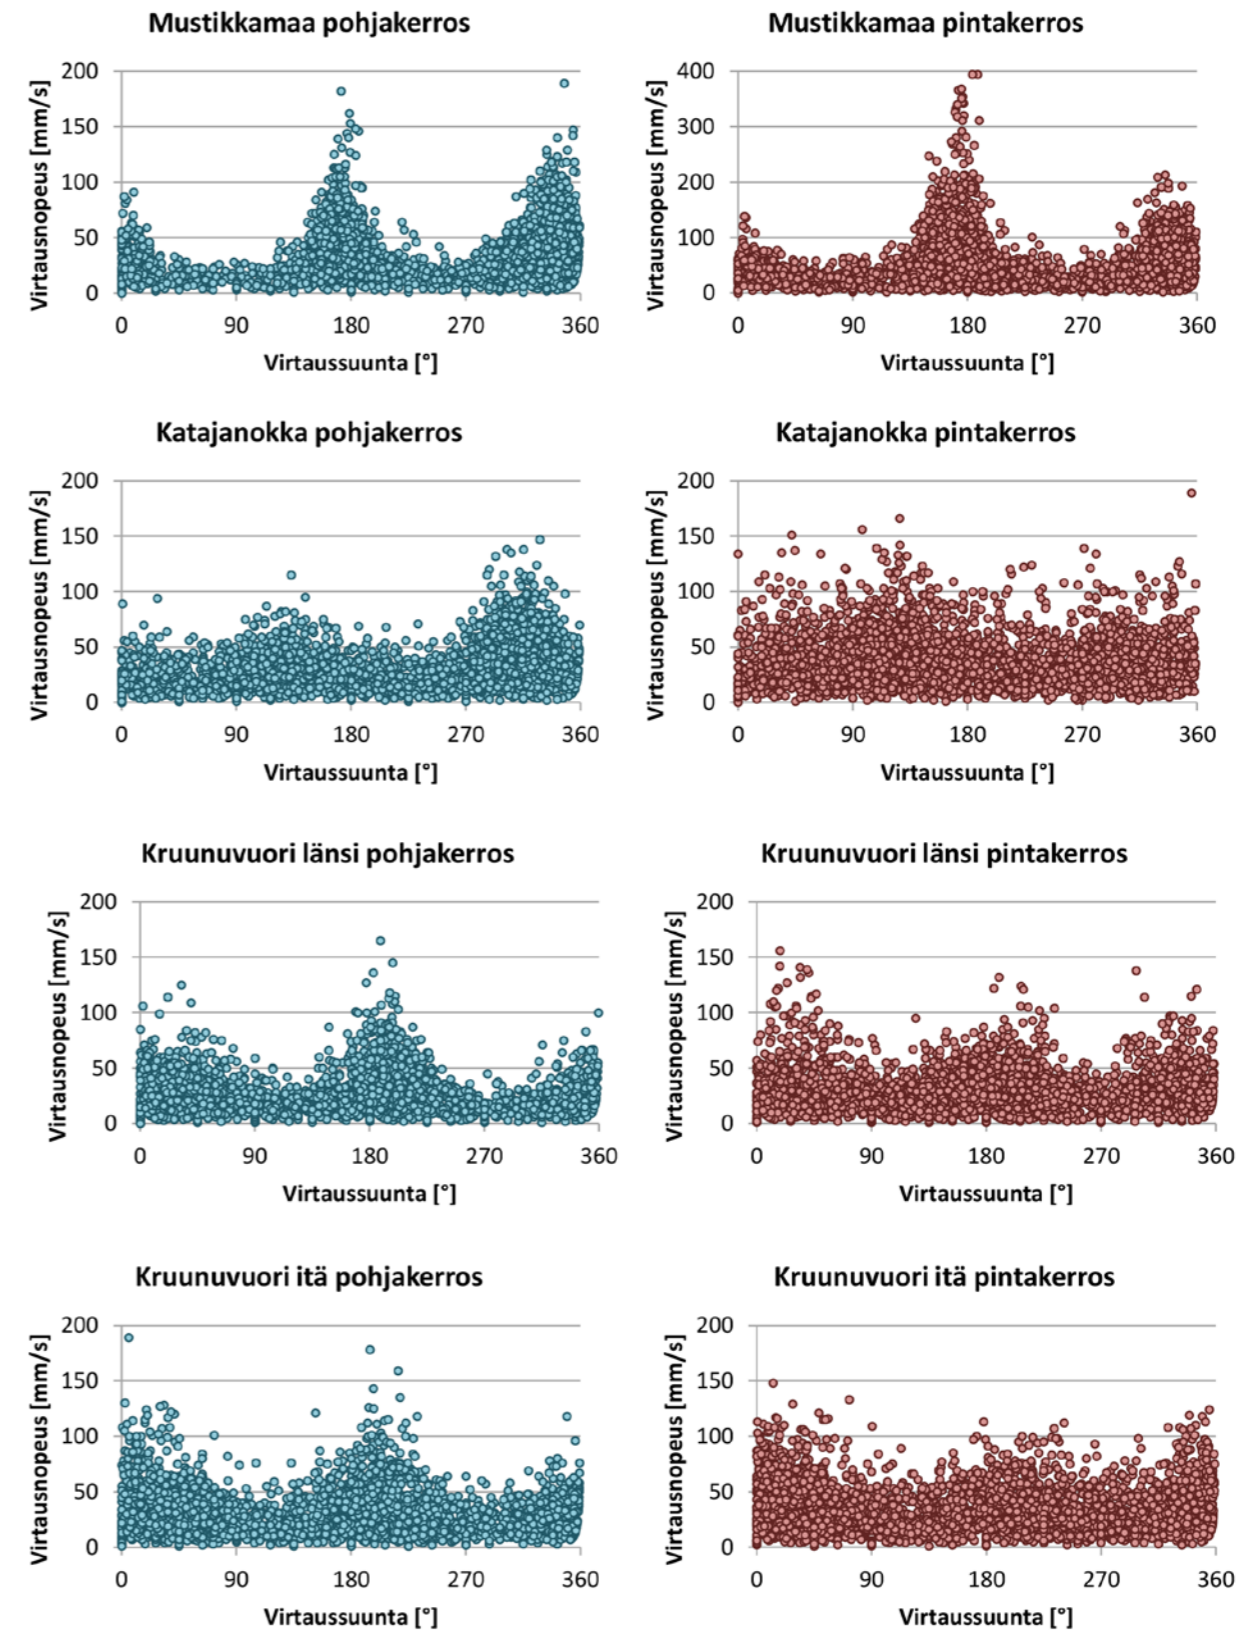 Mustikkamaa pohjakerros
Virtausnopeus [mm/s]
200
150
100
50
0
0 90 180 270 360
Virtaussuunta [°]
Mustikkamaa pintakerros
Virtausnopeus [mm/s]
400
300
200
100
0
0 90 180 270 360
Virtaussuunta [°]
Katajanokka pohjakerros
Virtausnopeus [mm/s]
200
150
100
50
0
0 90 180 270 360
Virtaussuunta [°]
Katajanokka pintakerros
Virtausnopeus [mm/s]
200
150
100
50
0
0 90 180 270 360
Virtaussuunta [°]
Kruunuvuori länsi pohjakerros
Virtausnopeus [mm/s]
200
150
100
50
0
0 90 180 270 360
Virtaussuunta [°]
Kruunuvuori länsi pintakerros
Virtausnopeus [mm/s]
200
150
100
50
0
0 90 180 270 360
Virtaussuunta [°]
Kruunuvuori itä pohjakerros
Virtausnopeus [mm/s]
200
150
100
50
0
0 90 180 270 360
Virtaussuunta [°]
Kruunuvuori itä pintakerros
Virtausnopeus [mm/s]
200
150
100
50
0
0 90 180 270 360
Virtaussuunta [°]